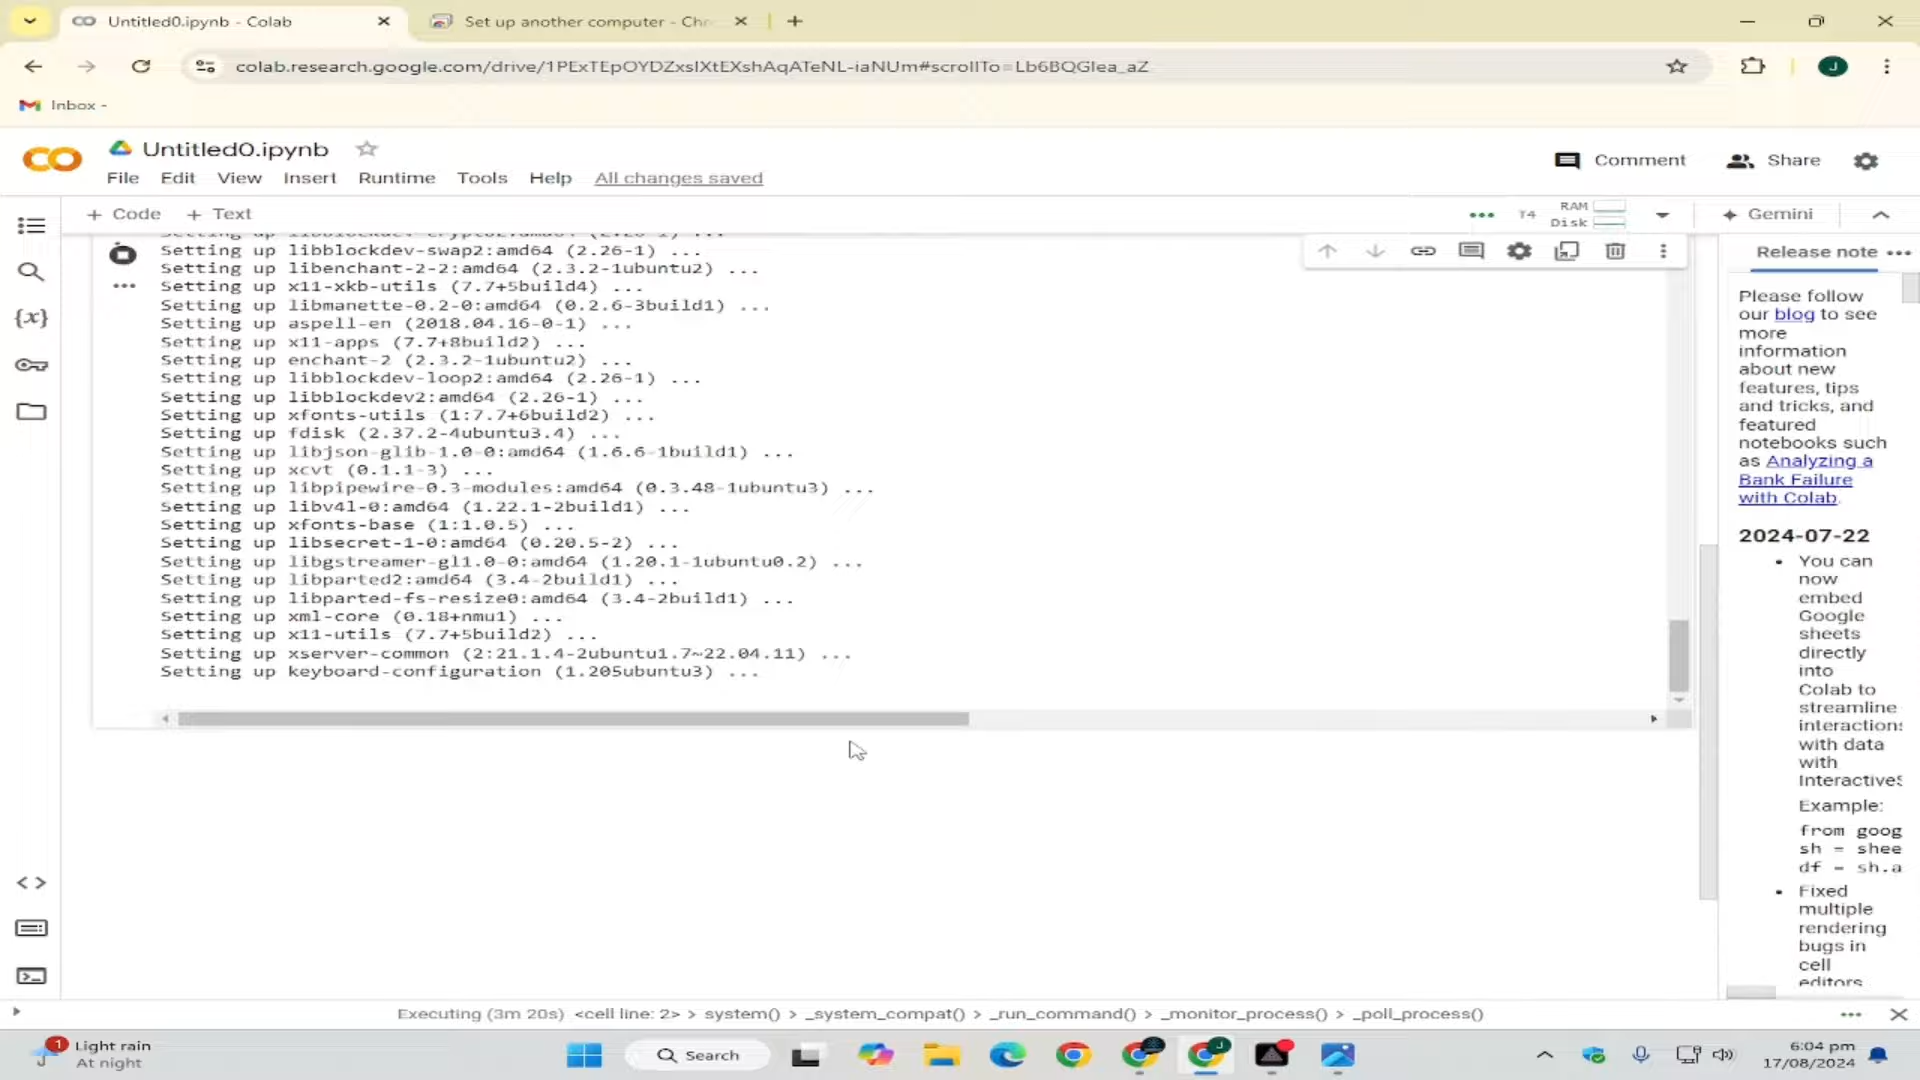 Untitled0.ipynb - Colab
Set up another computer - Chr
colab.research.google.com/drive/1PExTEpOYDZxsIXtEXshAqATeNL-iaNUm#scrollTo=Lb6BQGIea_aZ
J
Inbox -
Untitled0.ipynb
Comment
Share
File Edit View Insert Runtime Tools Help All changes saved
+ Code + Text
T4
RAM
Disk
Gemini
Setting up libblockdev-swap2:amd64 (2.26-1) ...
Setting up libenchant-2-2:amd64 (2.3.2-1ubuntu2) ...
Setting up x11-xkb-utils (7.7+5build4) ...
Setting up libmanette-0.2-0:amd64 (0.2.6-3build1) ...
Setting up aspell-en (2018.04.16-0-1) ...
Setting up x11-apps (7.7+8build2) ...
Setting up enchant-2 (2.3.2-1ubuntu2) ...
Setting up libblockdev-loop2:amd64 (2.26-1) ...
Setting up libblockdev2:amd64 (2.26-1) ...
Setting up xfonts-utils (1:7.7+6build2) ...
Setting up fdisk (2.37.2-4ubuntu3.4) ...
Setting up libjson-glib-1.0-0:amd64 (1.6.6-1build1) ...
Setting up xcvt (0.1.1-3) ...
Setting up libpipewire-0.3-modules:amd64 (0.3.48-1ubuntu3) ...
Setting up libv4l-0:amd64 (1.22.1-2build1) ...
Setting up xfonts-base (1:1.0.5) ...
Setting up libsecret-1-0:amd64 (0.20.5-2) ...
Setting up libgstreamer-gl1.0-0:amd64 (1.20.1-1ubuntu0.2) ...
Setting up libparted2:amd64 (3.4-2build1) ...
Setting up libparted-fs-resize0:amd64 (3.4-2build1) ...
Setting up xml-core (0.18+nmu1) ...
Setting up x11-utils (7.7+5build2) ...
Setting up xserver-common (2:21.1.4-2ubuntu1.7~22.04.11) ...
Setting up keyboard-configuration (1.205ubuntu3) ...
Release note
Please follow
our blog to see
more
information
about new
features, tips
and tricks, and
featured
notebooks such
as Analyzing a
Bank Failure
with Colab.
2024-07-22
• You can
now
embed
Google
sheets
directly
into
Colab to
streamline
interactions
with data
with
InteractiveS
Example:
from goog
sh = shee
df = sh.a
• Fixed
multiple
rendering
bugs in
cell
editors
Executing (3m 20s) <cell line: 2> > system() > _system_compat() > _run_command() > _monitor_process() > _poll_process()
1
Light rain
At night
Search
J
6:04 pm
17/08/2024